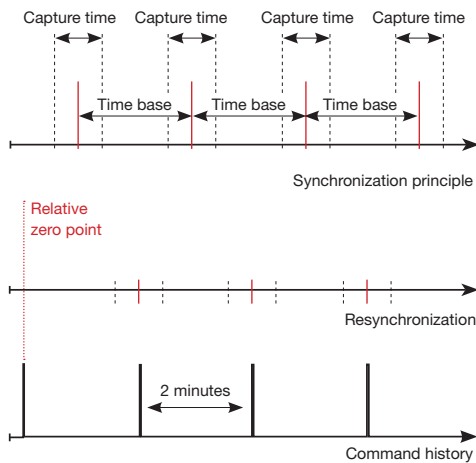 Capture time Capture time Capture time Capture time
Time base Time base Time base
Synchronization principle
Relative
zero point
Resynchronization
2 minutes
Command history